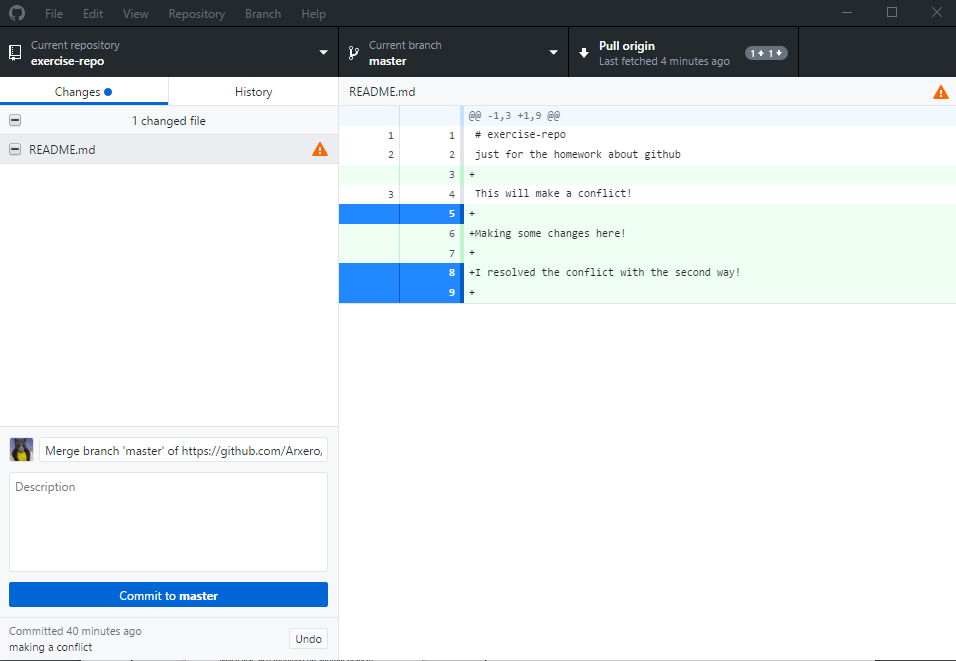 File Edit View Repository Branch Help
Current repository
exercise-repo
Current branch
master
Pull origin
Last fetched 4 minutes ago
1 1
Changes
History
README.md
1 changed file
README.md
@@ -1,3 +1,9 @@
1 1 # exercise-repo
2 2 just for the homework about github
3 +
3 4 This will make a conflict!
5 +
6 +Making some changes here!
7 +
8 +I resolved the conflict with the second way!
9 +
Merge branch 'master' of https://github.com/Arxero,
Description
Commit to master
Committed 40 minutes ago
making a conflict
Undo